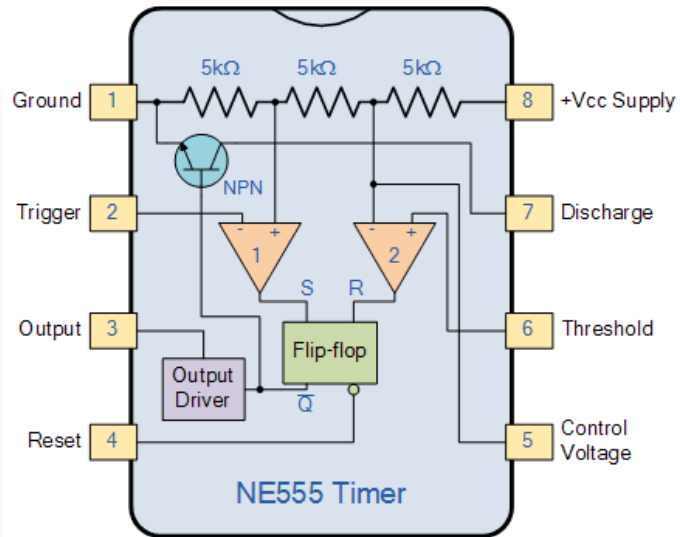 5kΩ 5kΩ 5kΩ
Ground 1
8 +Vcc Supply
NPN
Trigger 2
- +
- +
7 Discharge
1
2
S R
Output 3
Flip-flop
6 Threshold
Output
Driver
Q̅
Reset 4
5 Control
Voltage
NE555 Timer